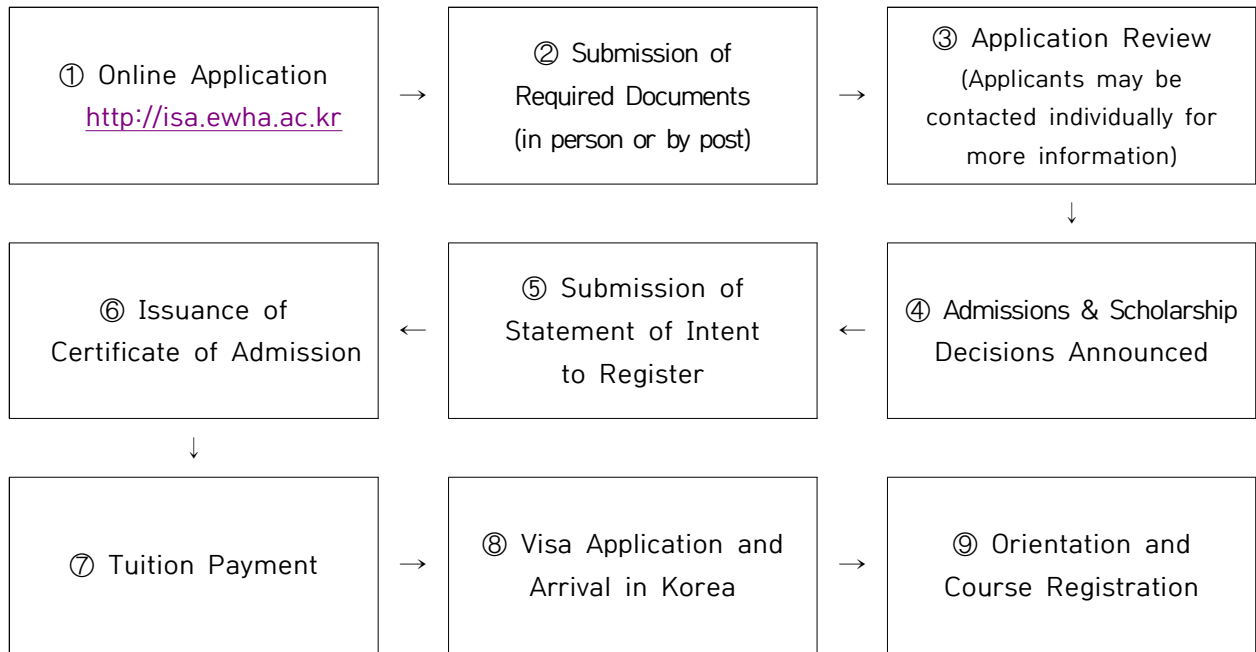 ① Online Application
http://isa.ewha.ac.kr
→
② Submission of
Required Documents
(in person or by post)
→
③ Application Review
(Applicants may be
contacted individually for
more information)
↓
④ Admissions & Scholarship
Decisions Announced
←
⑤ Submission of
Statement of Intent
to Register
←
⑥ Issuance of
Certificate of Admission
↓
⑦ Tuition Payment
→
⑧ Visa Application and
Arrival in Korea
→
⑨ Orientation and
Course Registration